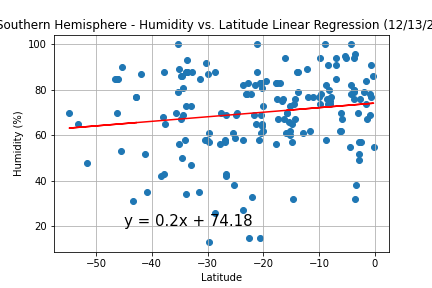 Southern Hemisphere - Humidity vs. Latitude Linear Regression (12/13/2
100
80
60
40
20
Humidity (%)
y = 0.2x + 74.18
−50
−40
−30
−20
−10
0
Latitude